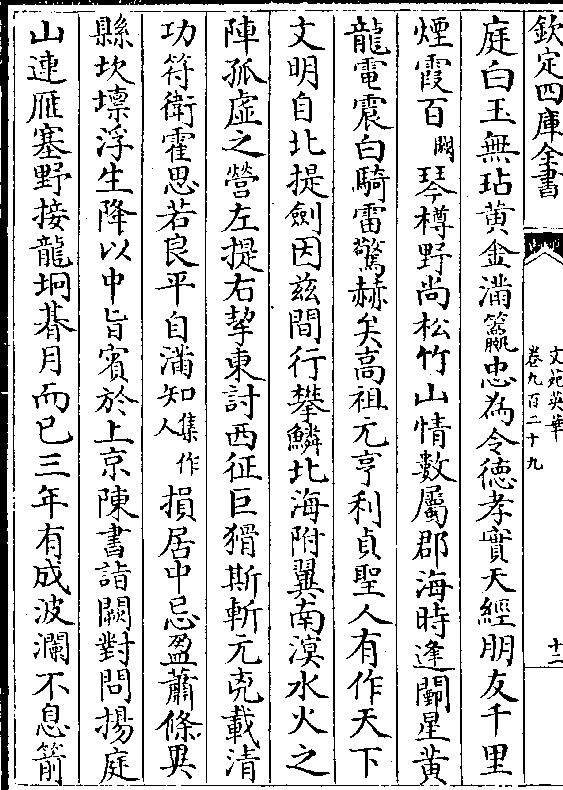 欽定四庫全書
文苑英華
卷九百二十九
十二
庭白玉無玷黄金滿籯忠為令徳孝實天經朋友千里
煙霞百闕琴樽野尚松竹山情數屬郡海時逢鬬星黄
龍電震白騎雷驚赫矣髙祖元亨利貞聖人有作天下
文明自北提劍因兹間行攀鱗北海附翼南溟水火之
陣孤虚之營左提右挈東討西征巨猾斯斬元兇載清
功符衛霍思若良平自滿知集作人損居中忌盈蕭條異
縣坎壈浮生降以中旨賓於上京陳書詣闕對問揚庭
山連雁塞野接龍坰朞月而已三年有成波瀾不息箭